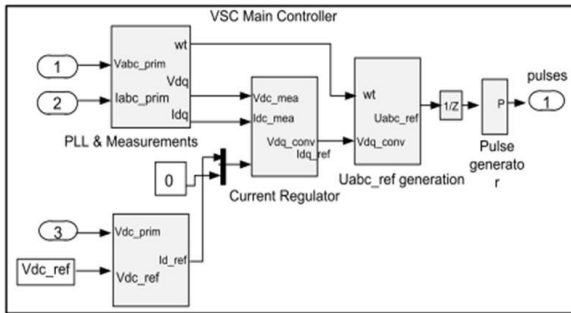 VSC Main Controller
1
2
Vabc_prim
Iabc_prim
wt
Vdq
Idq
PLL & Measurements
Vdc_mea
Idc_mea
Vdq_conv
Idq_ref
Current Regulator
wt
Uabc_ref
Vdq_conv
Uabc_ref generation
1/Z
P
Pulse
generato
r
pulses
1
0
3
Vdc_ref
Vdc_prim
Id_ref
Vdc_ref